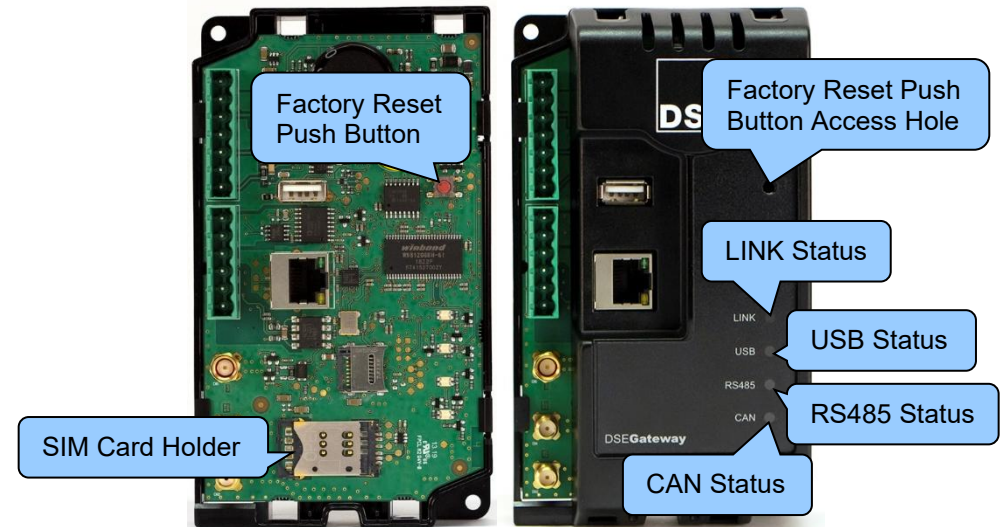 Factory Reset
Push Button
winbond
SIM Card Holder
DS
Factory Reset Push
Button Access Hole
LINK Status
LINK
USB Status
USB
RS485
RS485 Status
CAN
DSEGateway
CAN Status